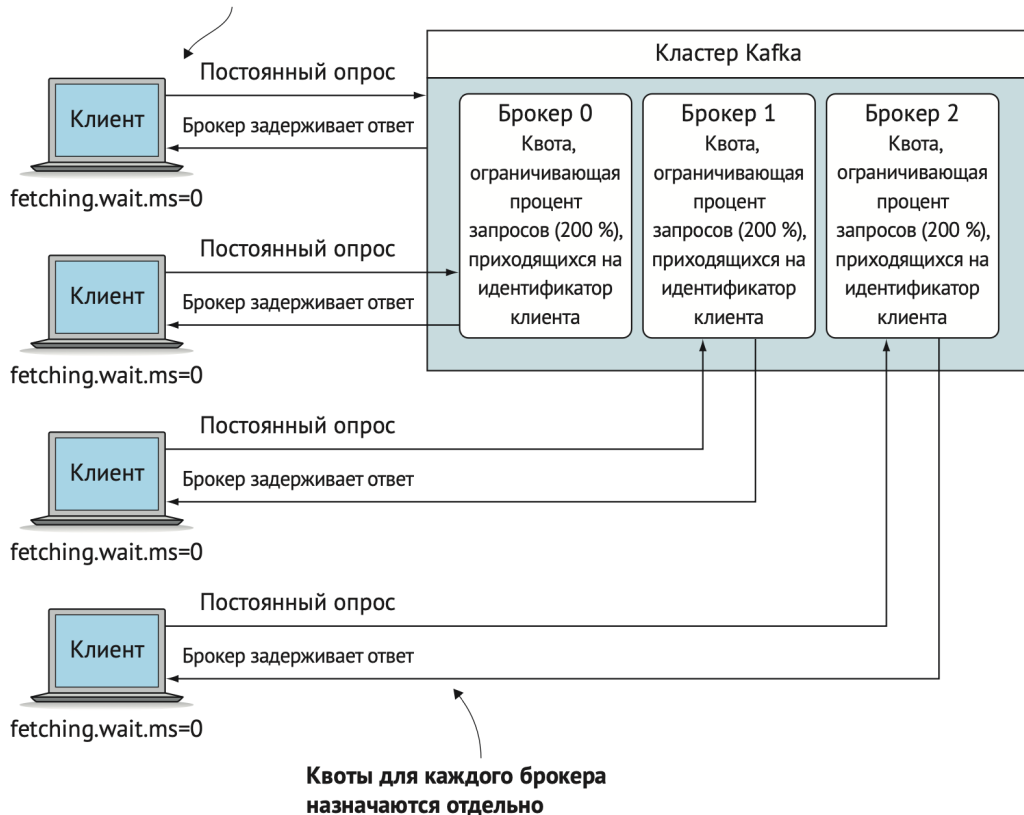 Кластер Kafka
Постоянный опрос
Клиент
Брокер задерживает ответ
fetching.wait.ms=0
Брокер 0
Квота,
ограничивающая
процент
запросов (200 %),
приходящихся на
идентификатор
клиента
Брокер 1
Квота,
ограничивающая
процент
запросов (200 %),
приходящихся на
идентификатор
клиента
Брокер 2
Квота,
ограничивающая
процент
запросов (200 %),
приходящихся на
идентификатор
клиента
Постоянный опрос
Клиент
Брокер задерживает ответ
fetching.wait.ms=0
Постоянный опрос
Клиент
Брокер задерживает ответ
fetching.wait.ms=0
Постоянный опрос
Клиент
Брокер задерживает ответ
fetching.wait.ms=0
Квоты для каждого брокера
назначаются отдельно